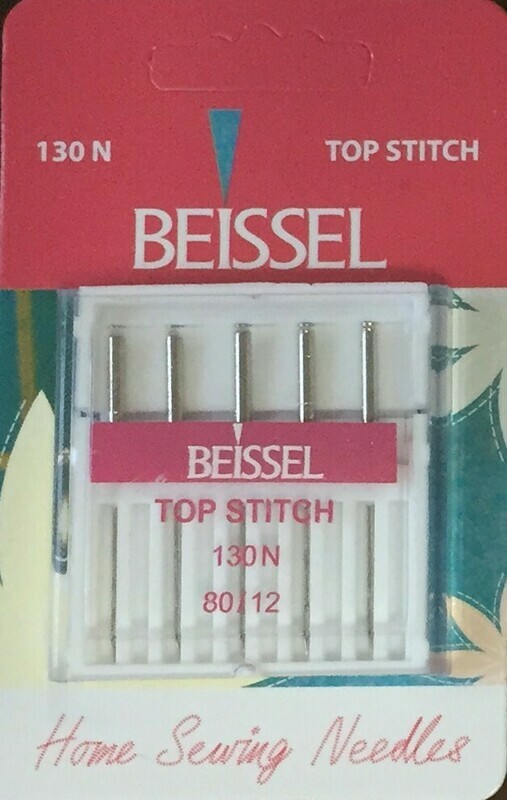 130 N TOP STITCH
BEISSEL
BEISSEL
TOP STITCH
130 N
80/12
Home Sewing Needles